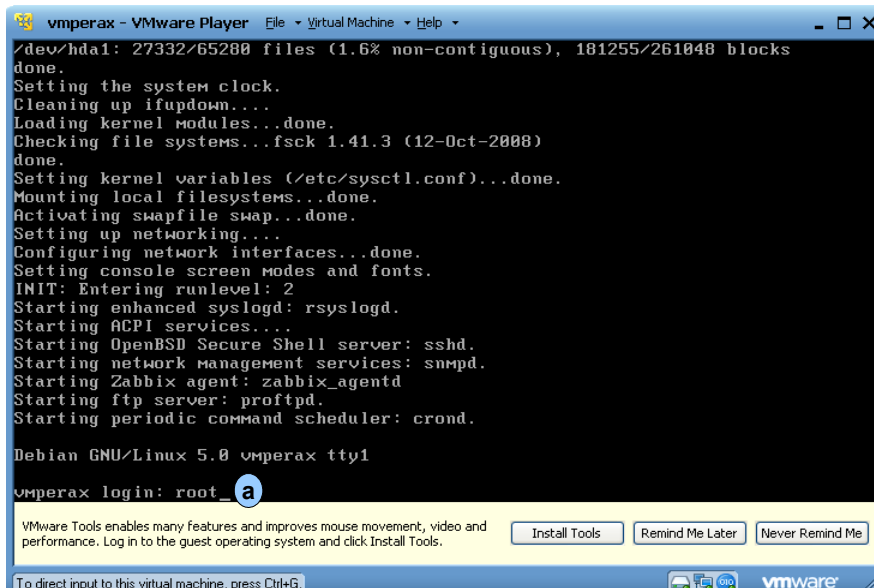 vmperax - VMware Player File Virtual Machine Help
/dev/hda1: 27332/65280 files (1.6% non-contiguous), 181255/261048 blocks
done.
Setting the system clock.
Cleaning up ifupdown....
Loading kernel modules...done.
Checking file systems...fsck 1.41.3 (12-Oct-2008)
done.
Setting kernel variables (/etc/sysctl.conf)...done.
Mounting local filesystems...done.
Activating swapfile swap...done.
Setting up networking....
Configuring network interfaces...done.
Setting console screen modes and fonts.
INIT: Entering runlevel: 2
Starting enhanced syslogd: rsyslogd.
Starting ACPI services....
Starting OpenBSD Secure Shell server: sshd.
Starting network management services: snmpd.
Starting Zabbix agent: zabbix_agentd
Starting ftp server: proftpd.
Starting periodic command scheduler: crond.
Debian GNU/Linux 5.0 vmperax tty1
vmperax login: root_ a
VMware Tools enables many features and improves mouse movement, video and
performance. Log in to the guest operating system and click Install Tools.
Install Tools Remind Me Later Never Remind Me
To direct input to this virtual machine, press Ctrl+G.
vmware